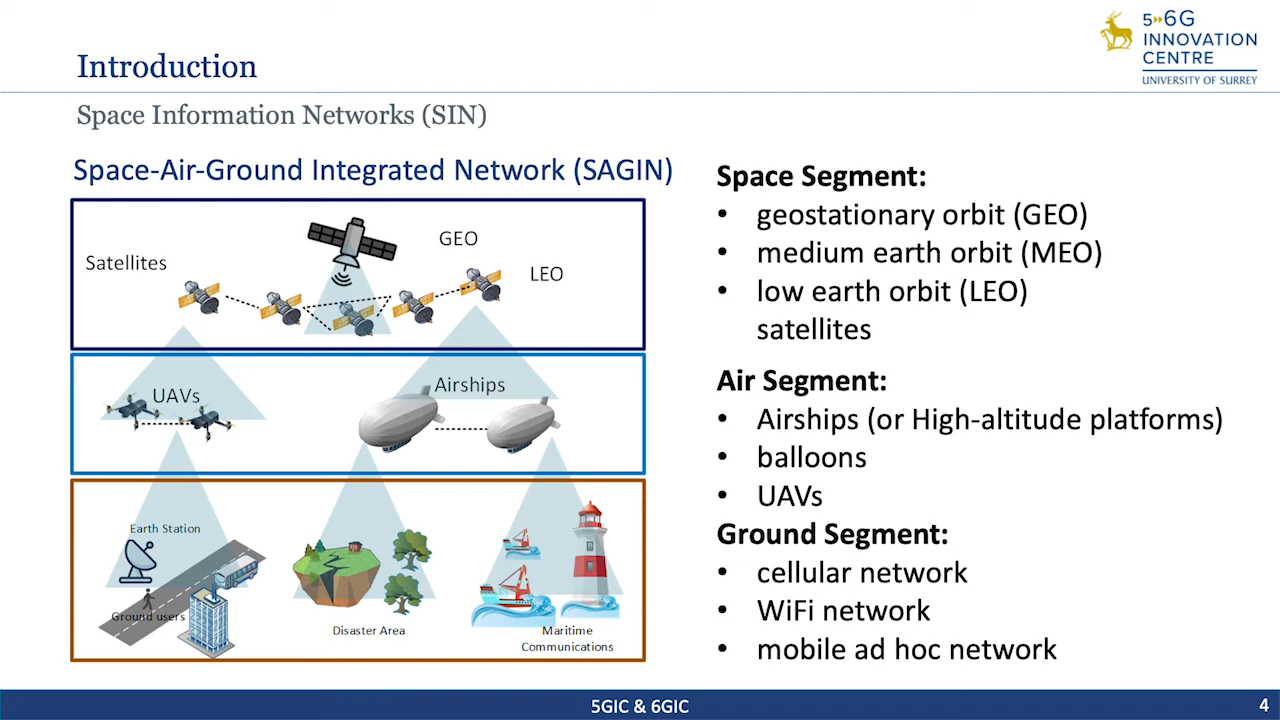 5G 6G
INNOVATION
CENTRE
UNIVERSITY OF SURREY
Introduction
Space Information Networks (SIN)
Space-Air-Ground Integrated Network (SAGIN)
Satellites
GEO
LEO
UAVs
Airships
Earth Station
Ground users
Disaster Area
Maritime
Communications
Space Segment:
• geostationary orbit (GEO)
• medium earth orbit (MEO)
• low earth orbit (LEO)
satellites
Air Segment:
• Airships (or High-altitude platforms)
• balloons
• UAVs
Ground Segment:
• cellular network
• WiFi network
• mobile ad hoc network
5GIC & 6GIC
4